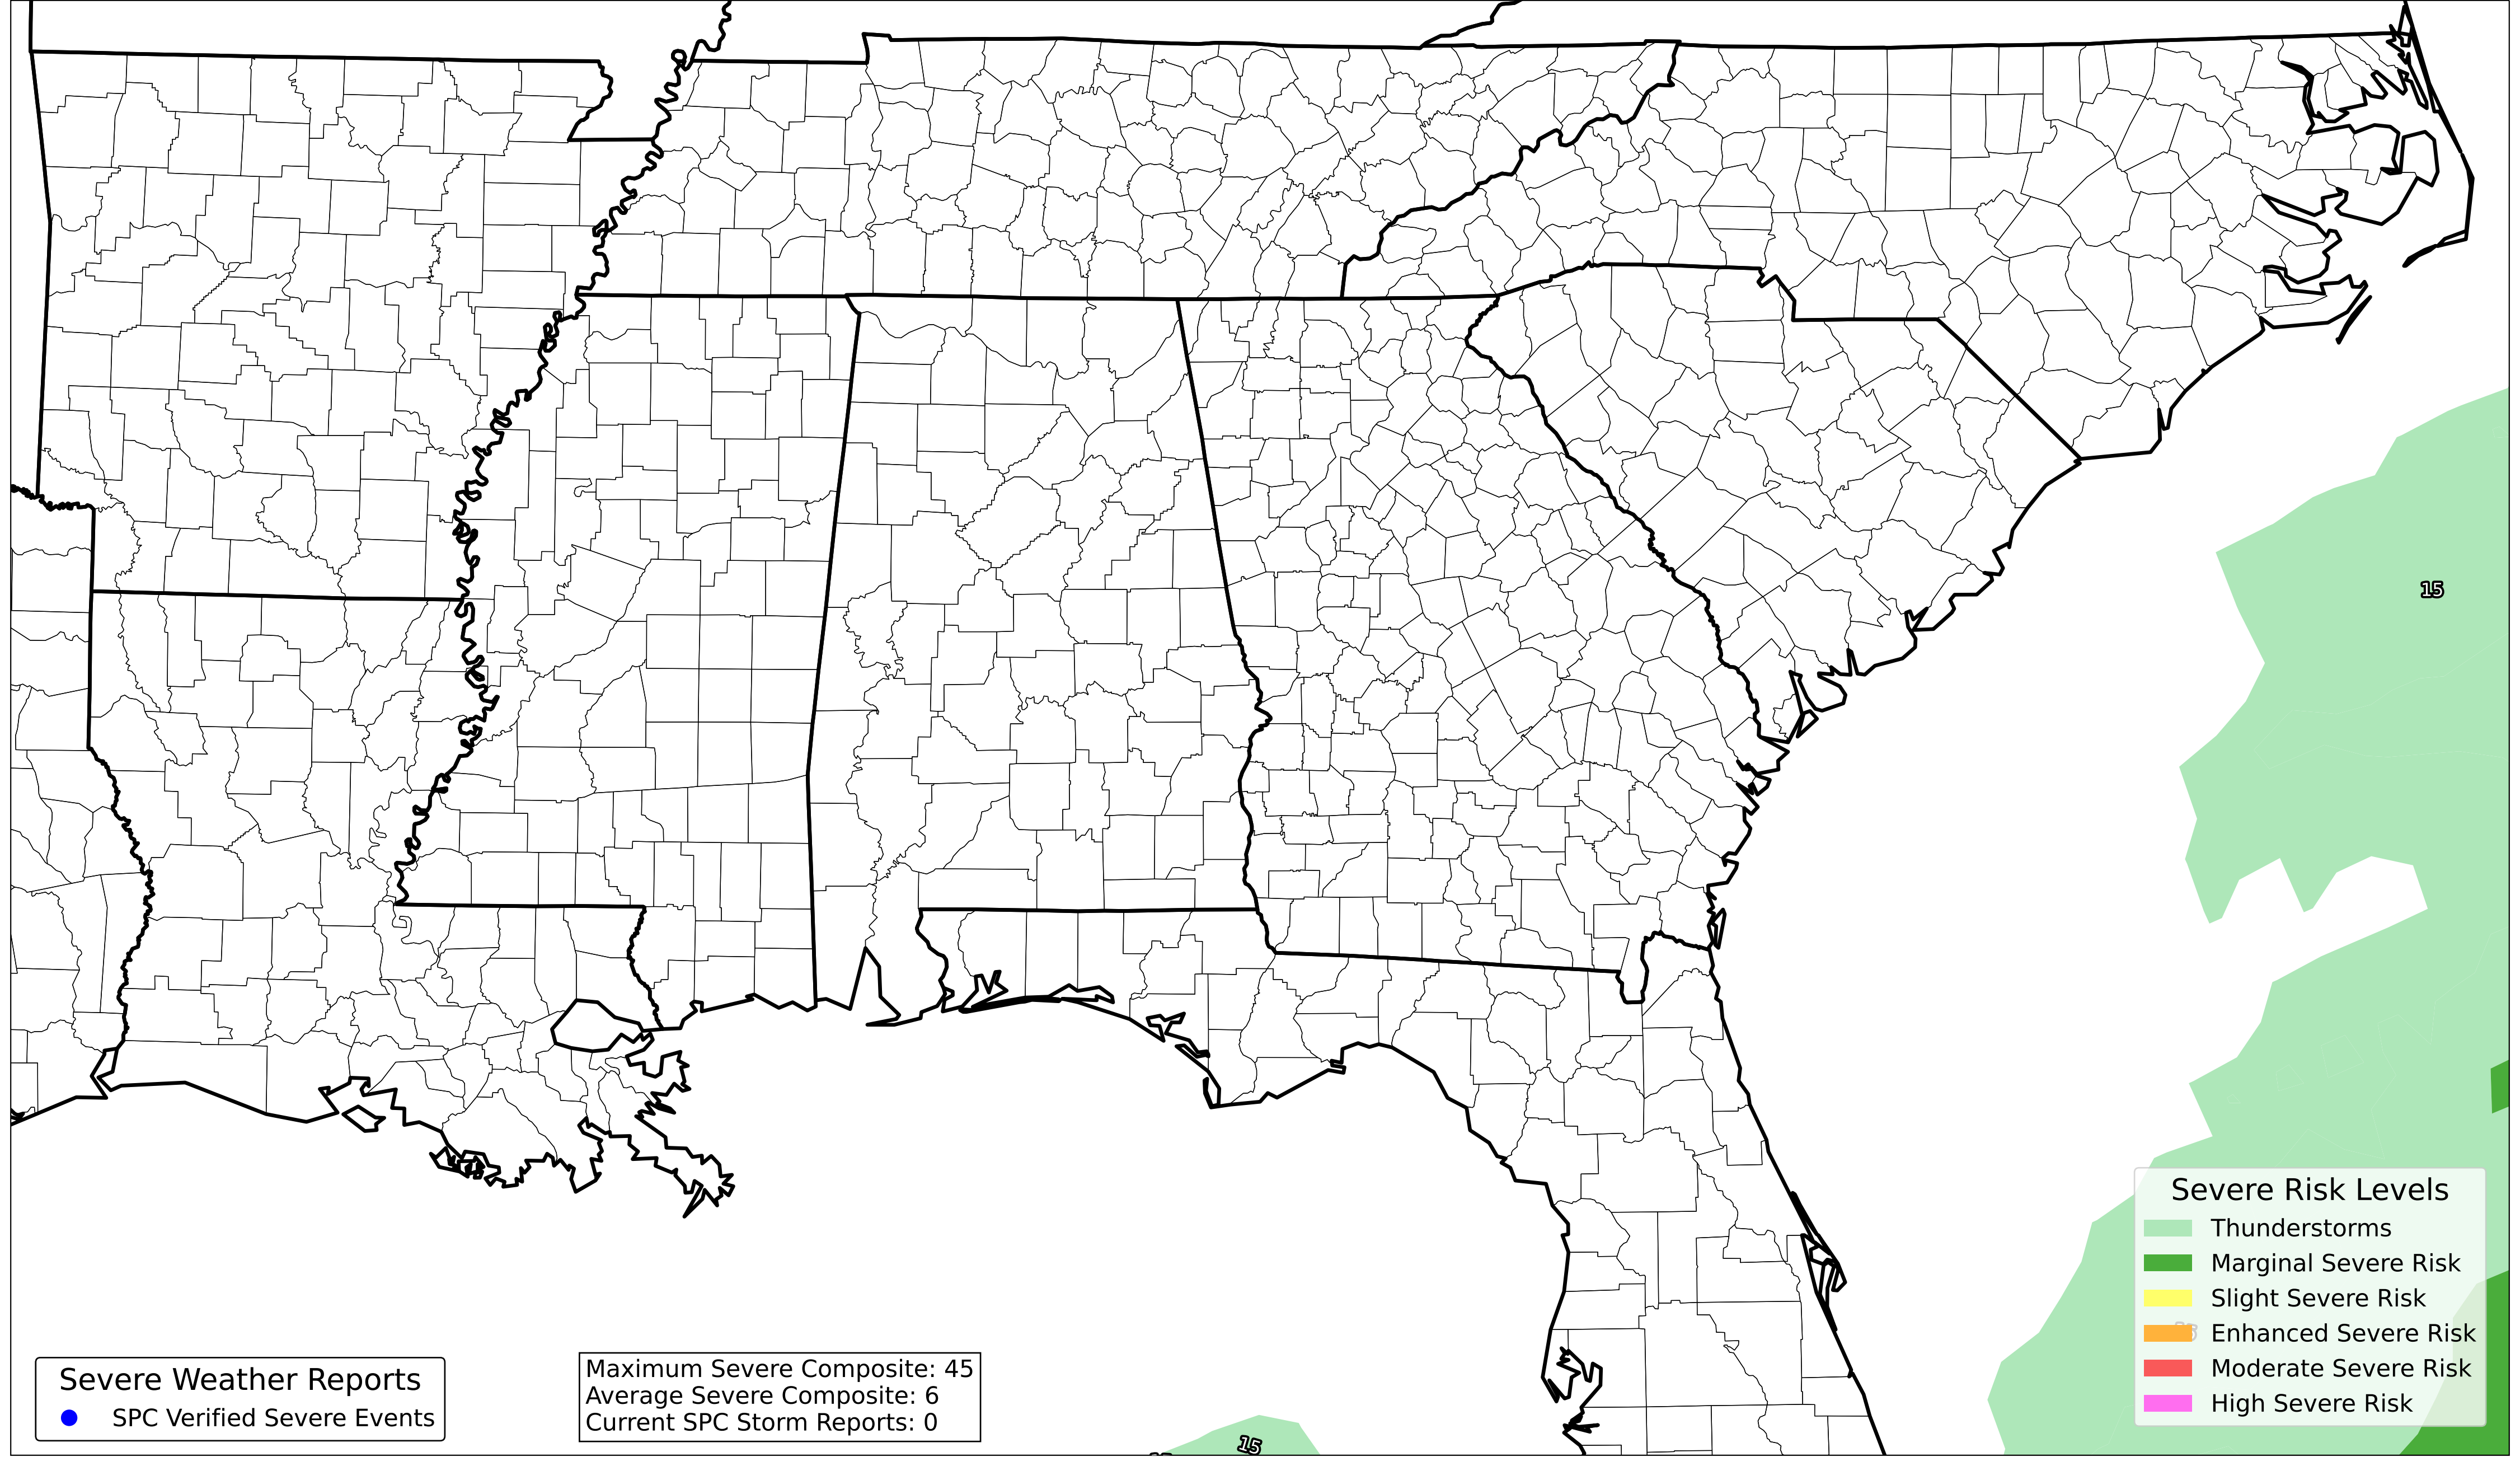 15
Severe Risk Levels
Thunderstorms
Marginal Severe Risk
Slight Severe Risk
Enhanced Severe Risk
Moderate Severe Risk
High Severe Risk
Severe Weather Reports
SPC Verified Severe Events
Maximum Severe Composite: 45
Average Severe Composite: 6
Current SPC Storm Reports: 0
15